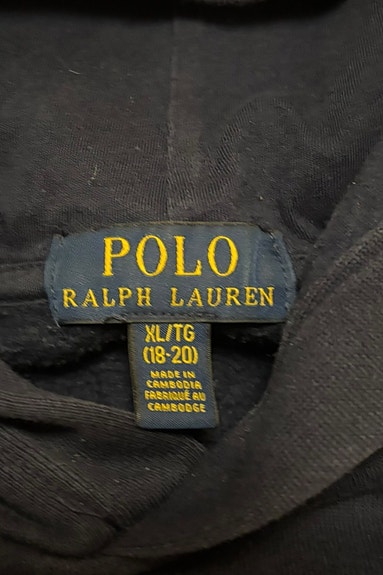 POLO
RALPH LAUREN
XL/TG
(18-20)
MADE IN
CAMBODIA
FABRIQUÉ AU
CAMBODGE